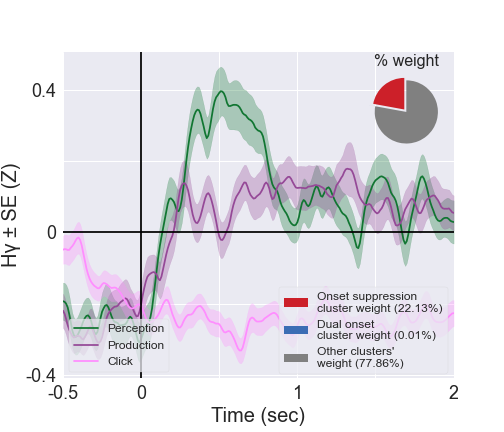 % weight
0.4
0
-0.4
Hγ ± SE (Z)
-0.5
0
1
2
Time (sec)
Perception
Production
Click
Onset suppression
cluster weight (22.13%)
Dual onset
cluster weight (0.01%)
Other clusters'
weight (77.86%)